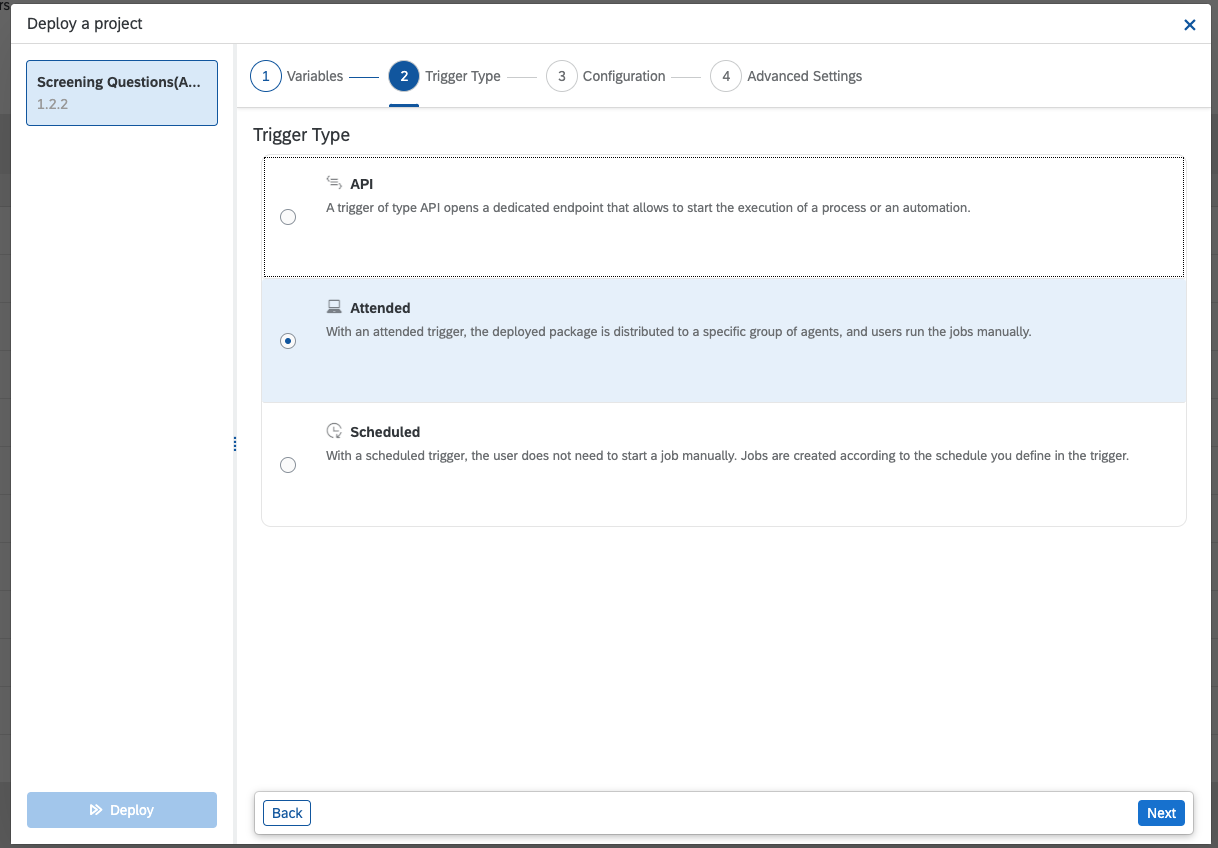 rs
Deploy a project
Screening Questions(A...
1.2.2
1 Variables 2 Trigger Type 3 Configuration 4 Advanced Settings
Trigger Type
API
A trigger of type API opens a dedicated endpoint that allows to start the execution of a process or an automation.
Attended
With an attended trigger, the deployed package is distributed to a specific group of agents, and users run the jobs manually.
Scheduled
With a scheduled trigger, the user does not need to start a job manually. Jobs are created according to the schedule you define in the trigger.
Deploy
Back Next